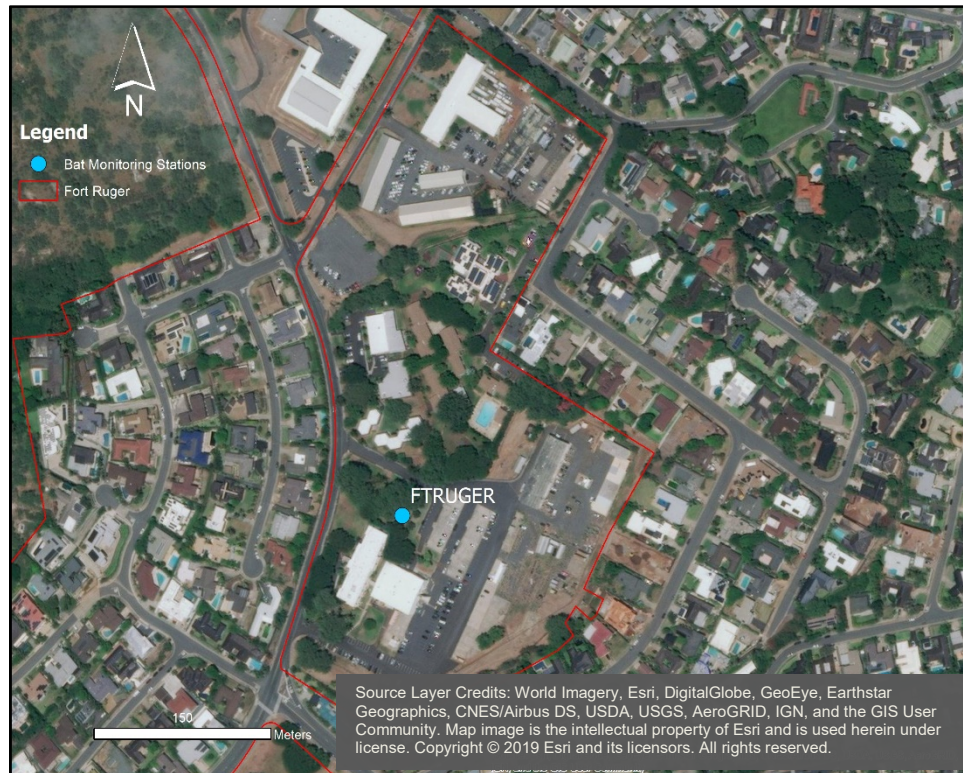 N
Legend
Bat Monitoring Stations
Fort Ruger
FTRUGER
150
Meters
Source Layer Credits: World Imagery, Esri, DigitalGlobe, GeoEye, Earthstar
Geographics, CNES/Airbus DS, USDA, USGS, AeroGRID, IGN, and the GIS User
Community. Map image is the intellectual property of Esri and is used herein under
license. Copyright © 2019 Esri and its licensors. All rights reserved.